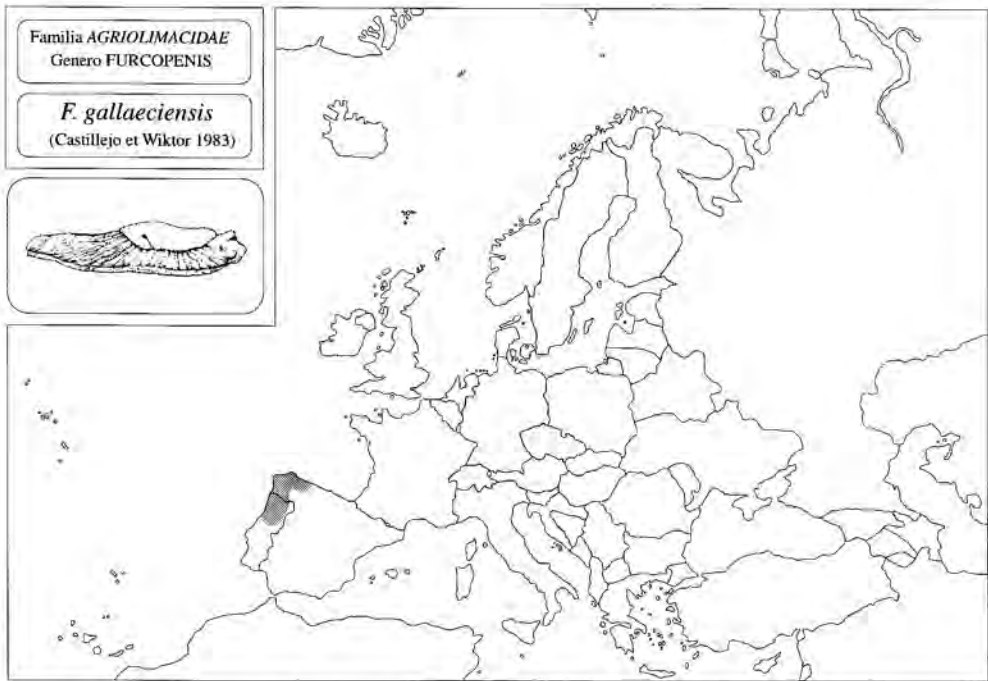 Familia AGRIOLIMACIDAE
Genero FURCOPENIS
F. gallaeciensis
(Castillejo et Wiktor 1983)